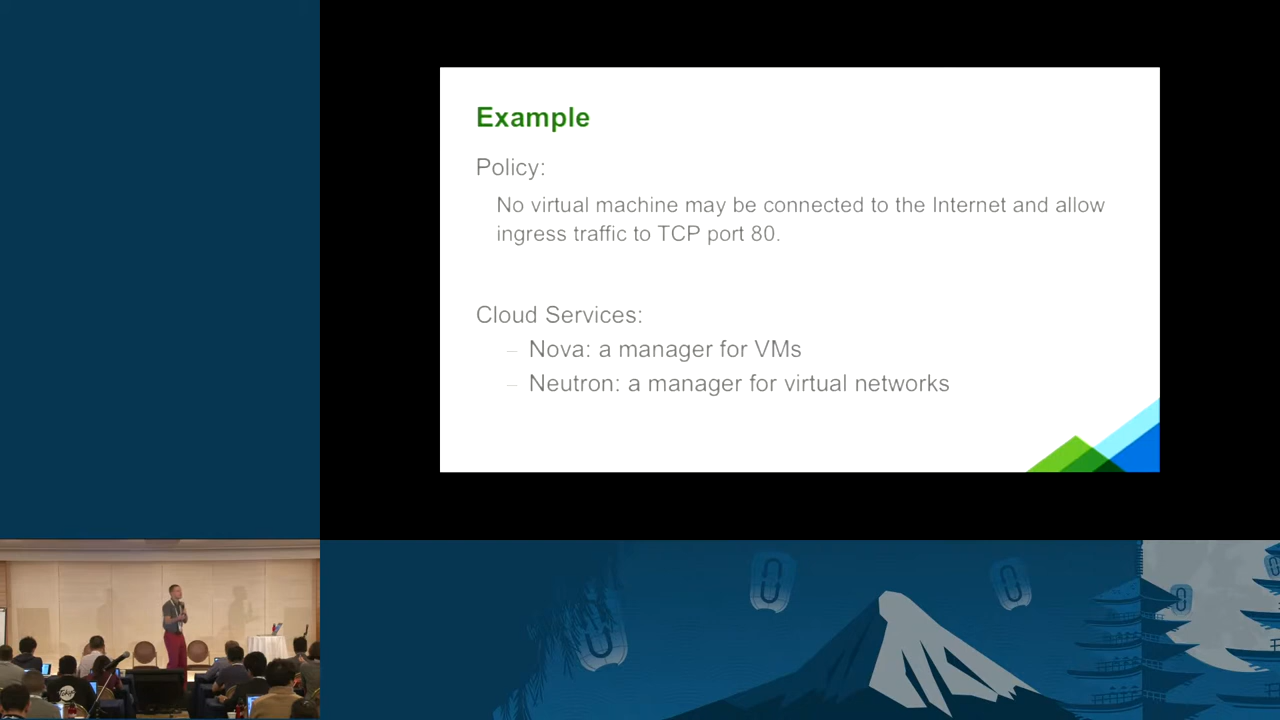 Example
Policy:
No virtual machine may be connected to the Internet and allow
ingress traffic to TCP port 80.
Cloud Services:
– Nova: a manager for VMs
– Neutron: a manager for virtual networks